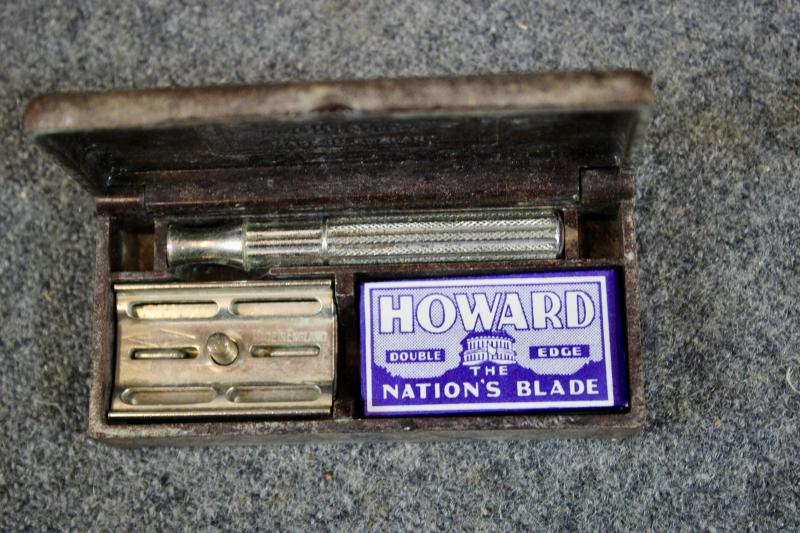 HOWARD
DOUBLE EDGE
THE
NATION'S BLADE